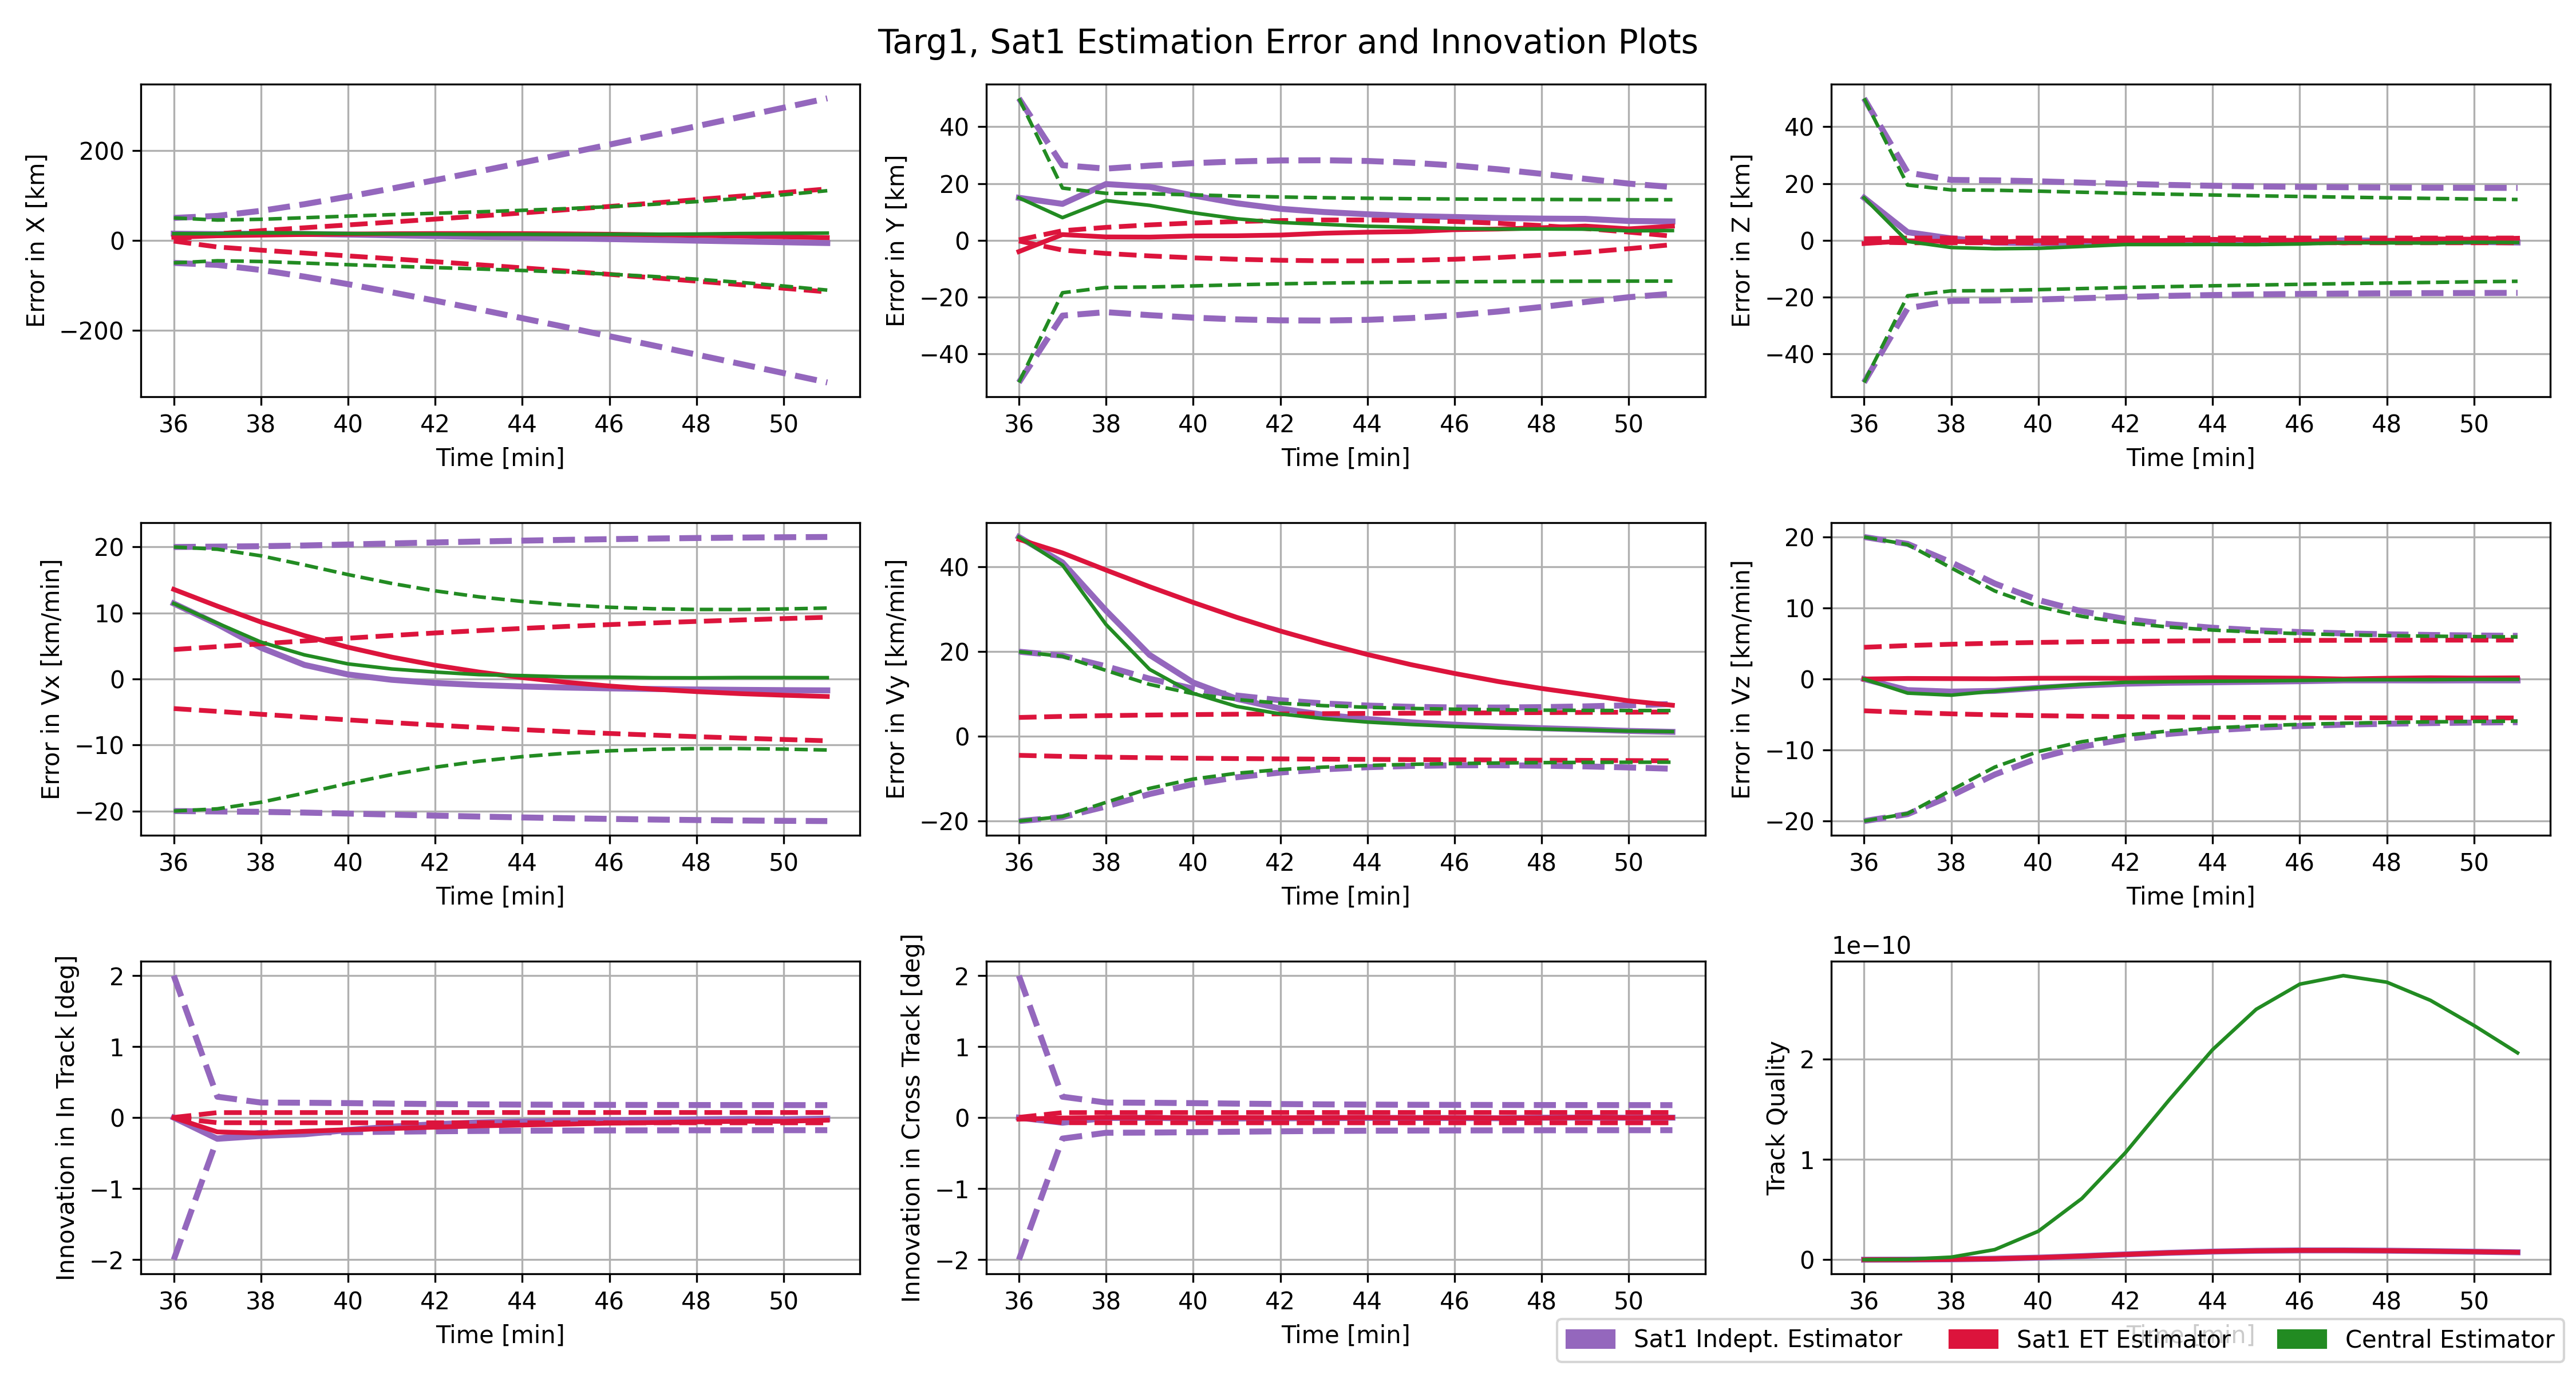 Targ1, Sat1 Estimation Error and Innovation Plots
Error in X [km]
200
0
−200
36 38 40 42 44 46 48 50
Time [min]
Error in Y [km]
40
20
0
−20
−40
36 38 40 42 44 46 48 50
Time [min]
Error in Z [km]
40
20
0
−20
−40
36 38 40 42 44 46 48 50
Time [min]
Error in Vx [km/min]
20
10
0
−10
−20
36 38 40 42 44 46 48 50
Time [min]
Error in Vy [km/min]
40
20
0
−20
36 38 40 42 44 46 48 50
Time [min]
Error in Vz [km/min]
20
10
0
−10
−20
36 38 40 42 44 46 48 50
Time [min]
Innovation in In Track [deg]
2
1
0
−1
−2
36 38 40 42 44 46 48 50
Time [min]
Innovation in Cross Track [deg]
2
1
0
−1
−2
36 38 40 42 44 46 48 50
Time [min]
1e−10
Track Quality
2
1
0
36 38 40 42 44 46 48 50
Time [min]
Sat1 Indept. Estimator Sat1 ET Estimator Central Estimator